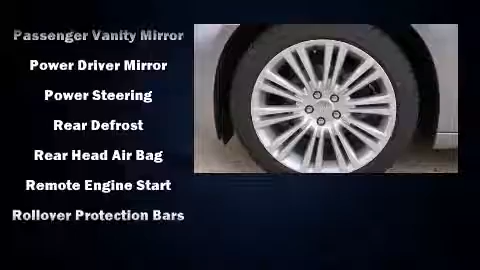 Passenger Vanity Mirror
Power Driver Mirror
Power Steering
Rear Defrost
Rear Head Air Bag
Remote Engine Start
Rollover Protection Bars